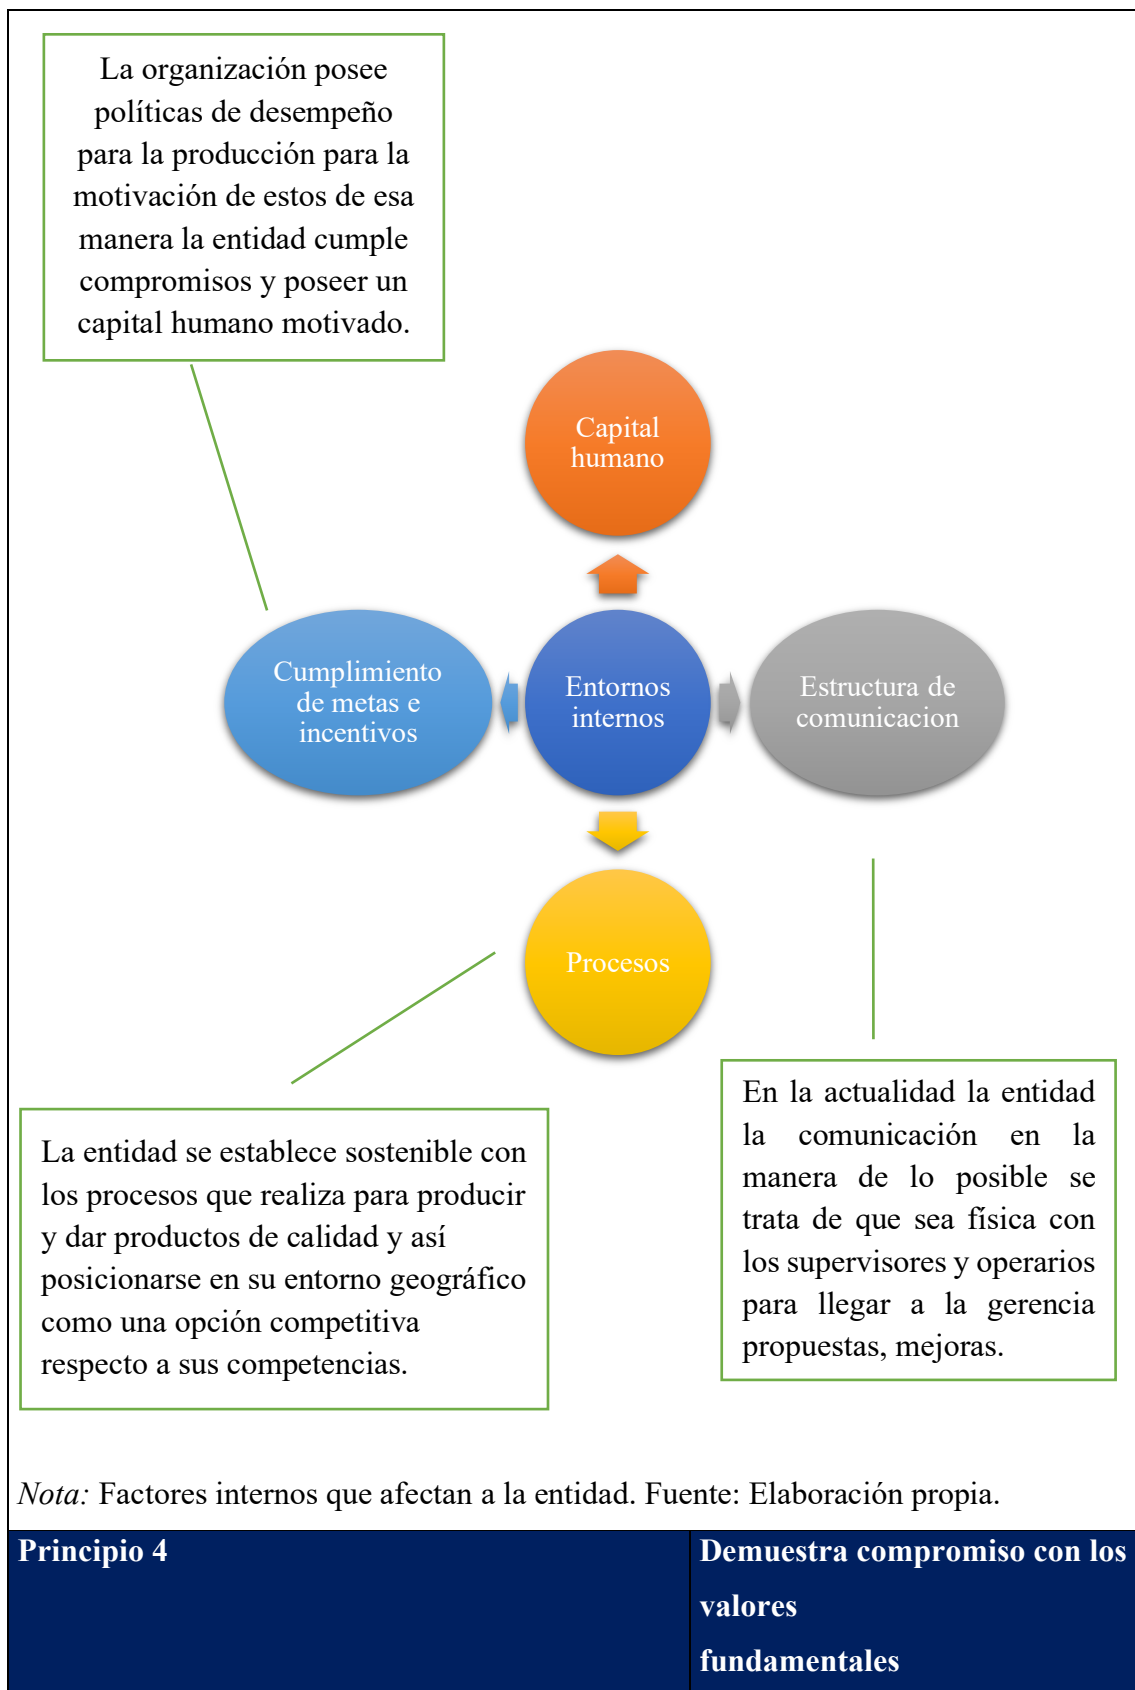 La organización posee
políticas de desempeño
para la producción para la
motivación de estos de esa
manera la entidad cumple
compromisos y poseer un
capital humano motivado.
Capital
humano
Cumplimiento
de metas e
incentivos
Entornos
internos
Estructura de
comunicacion
Procesos
La entidad se establece sostenible con
los procesos que realiza para producir
y dar productos de calidad y así
posicionarse en su entorno geográfico
como una opción competitiva
respecto a sus competencias.
En la actualidad la entidad
la comunicación en la
manera de lo posible se
trata de que sea física con
los supervisores y operarios
para llegar a la gerencia
propuestas, mejoras.
Nota: Factores internos que afectan a la entidad. Fuente: Elaboración propia.
Principio 4
Demuestra compromiso con los
valores
fundamentales